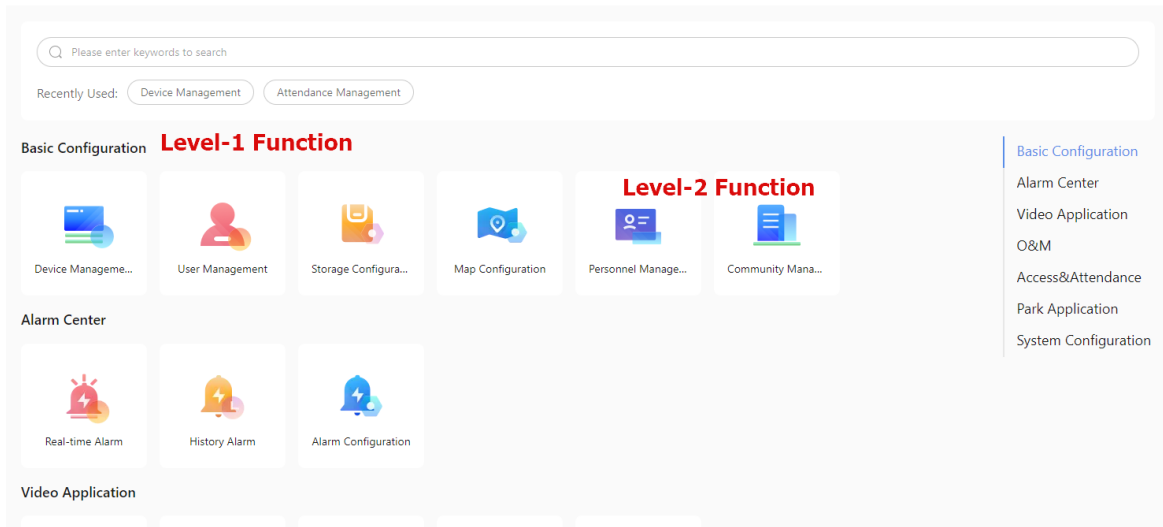 Please enter keywords to search
Recently Used: Device Management Attendance Management
Basic Configuration Level-1 Function
Level-2 Function
Device Manageme... User Management Storage Configura... Map Configuration Personnel Manage... Community Mana...
Alarm Center
Real-time Alarm History Alarm Alarm Configuration
Video Application
Basic Configuration
Alarm Center
Video Application
O&M
Access&Attendance
Park Application
System Configuration